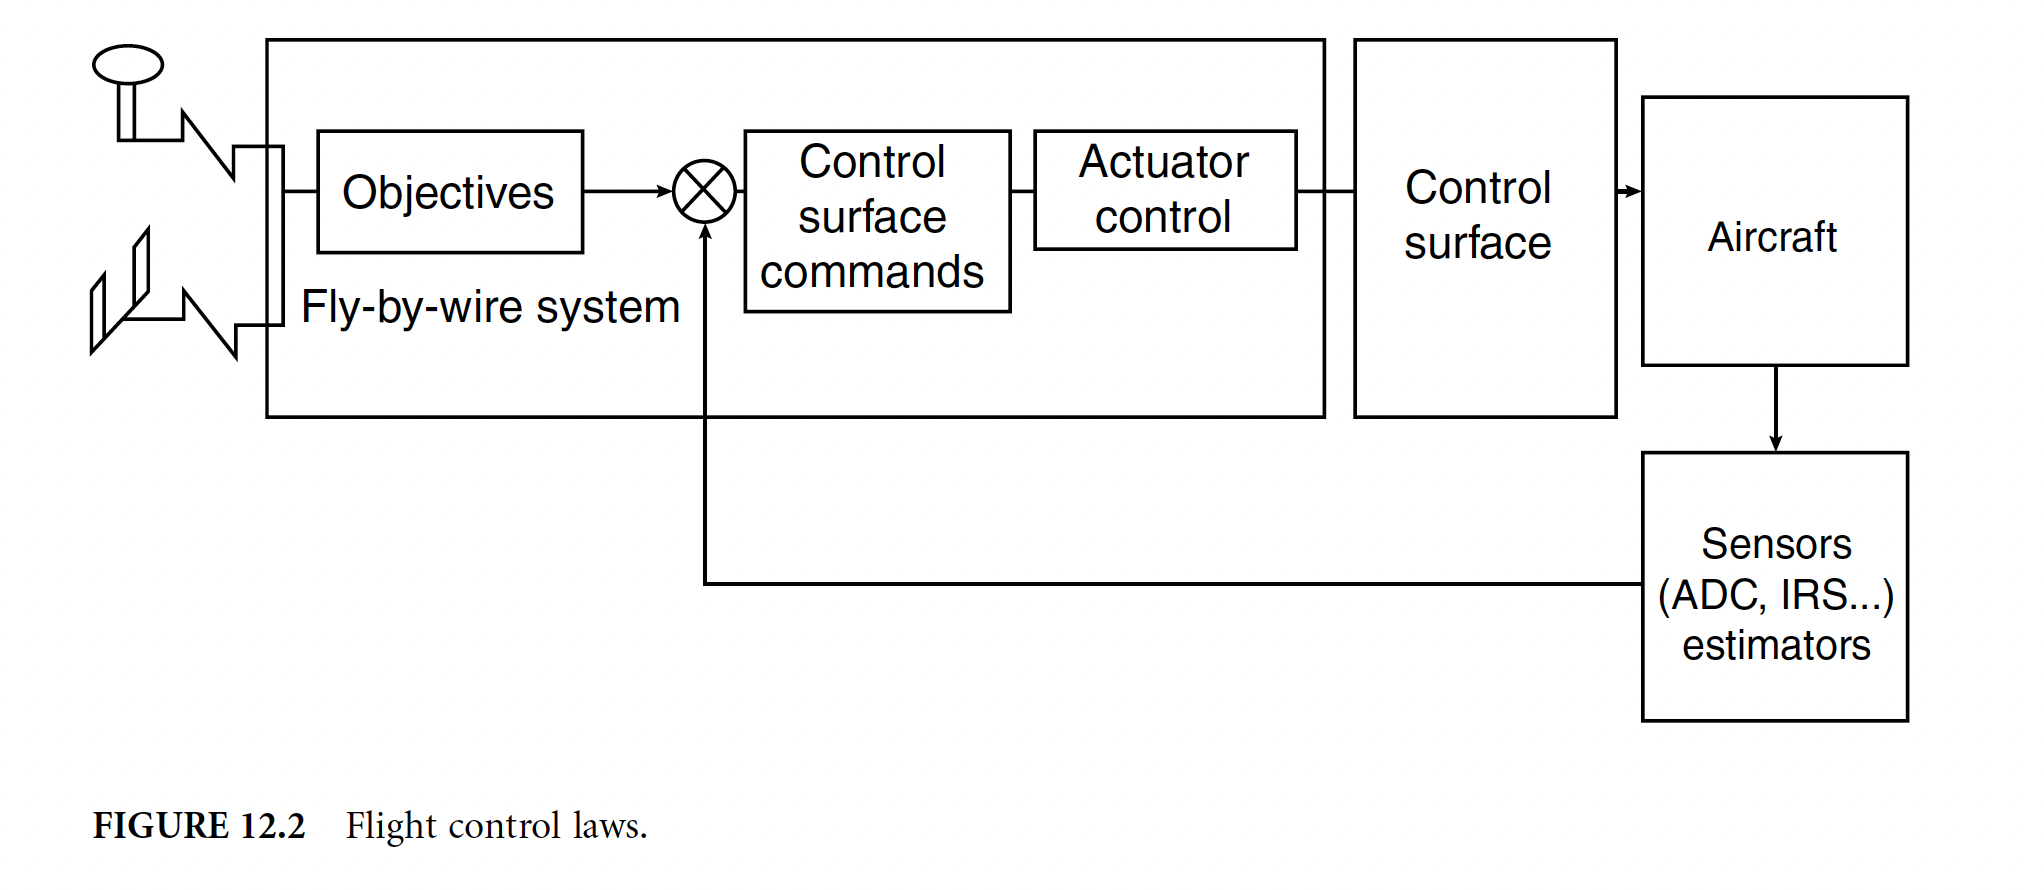 Objectives
Fly-by-wire system
Control
surface
commands
Actuator
control
Control
surface
Aircraft
Sensors
(ADC, IRS...)
estimators
FIGURE 12.2 Flight control laws.